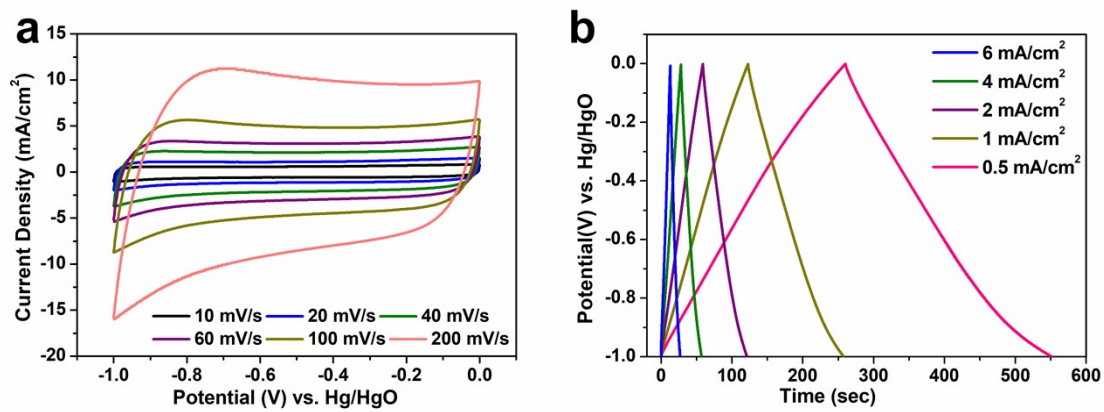 a
15
10
5
0
-5
-10
-15
-20
Current Density (mA/cm²)
10 mV/s 20 mV/s 40 mV/s
60 mV/s 100 mV/s 200 mV/s
-1.0 -0.8 -0.6 -0.4 -0.2 0.0
Potential (V) vs. Hg/HgO
b
6 mA/cm²
4 mA/cm²
2 mA/cm²
1 mA/cm²
0.5 mA/cm²
0.0
-0.2
-0.4
-0.6
-0.8
-1.0
Potential(V) vs. Hg/HgO
0 100 200 300 400 500 600
Time (sec)